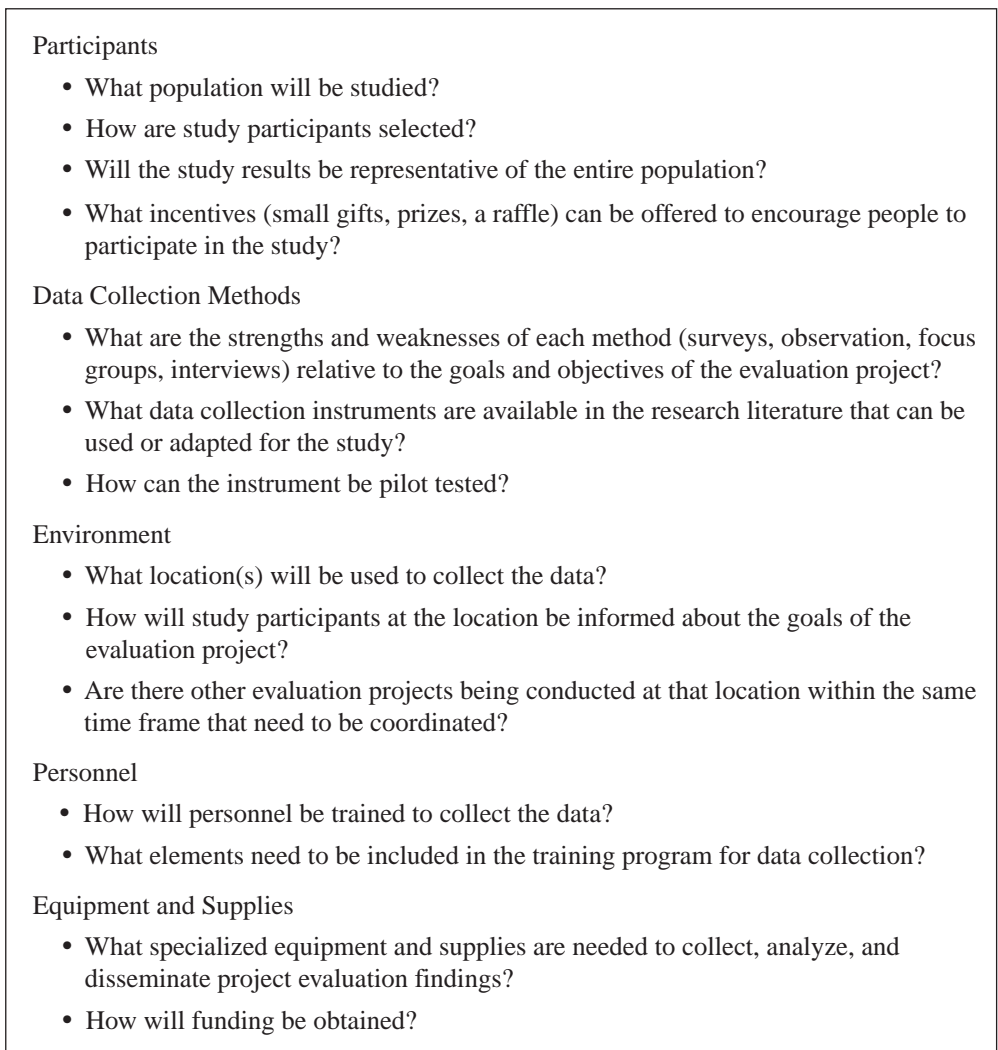 Participants
• What population will be studied?
• How are study participants selected?
• Will the study results be representative of the entire population?
• What incentives (small gifts, prizes, a raffle) can be offered to encourage people to
participate in the study?
Data Collection Methods
• What are the strengths and weaknesses of each method (surveys, observation, focus
groups, interviews) relative to the goals and objectives of the evaluation project?
• What data collection instruments are available in the research literature that can be
used or adapted for the study?
• How can the instrument be pilot tested?
Environment
• What location(s) will be used to collect the data?
• How will study participants at the location be informed about the goals of the
evaluation project?
• Are there other evaluation projects being conducted at that location within the same
time frame that need to be coordinated?
Personnel
• How will personnel be trained to collect the data?
• What elements need to be included in the training program for data collection?
Equipment and Supplies
• What specialized equipment and supplies are needed to collect, analyze, and
disseminate project evaluation findings?
• How will funding be obtained?